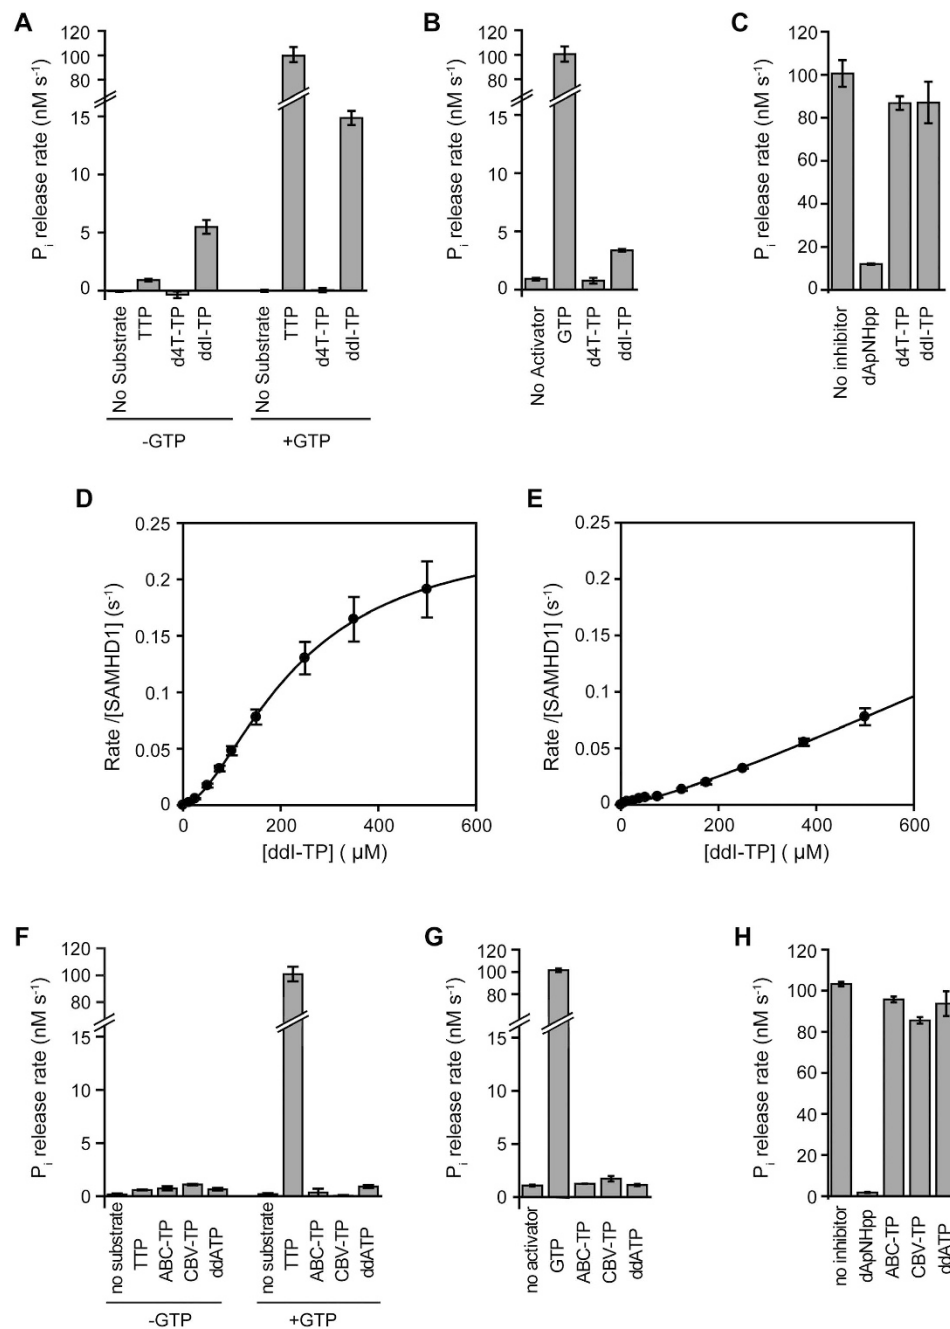 A
P_i release rate (nM s⁻¹)
120
100
80
15
10
5
0
No Substrate
TTP
d4T-TP
ddI-TP
No Substrate
TTP
d4T-TP
ddI-TP
-GTP
+GTP
B
P_i release rate (nM s⁻¹)
120
100
80
15
10
5
0
No Activator
GTP
d4T-TP
ddI-TP
C
P_i release rate (nM s⁻¹)
120
100
80
60
40
20
0
No inhibitor
dApNHpp
d4T-TP
ddI-TP
D
Rate /[SAMHD1] (s⁻¹)
0.25
0.2
0.15
0.1
0.05
0
0
200
400
600
[ddI-TP] ( µM)
E
Rate /[SAMHD1] (s⁻¹)
0.25
0.2
0.15
0.1
0.05
0
0
200
400
600
[ddI-TP] ( µM)
F
P_i release rate (nM s⁻¹)
120
100
80
15
10
5
0
no substrate
TTP
ABC-TP
CBV-TP
ddATP
no substrate
TTP
ABC-TP
CBV-TP
ddATP
-GTP
+GTP
G
P_i release rate (nM s⁻¹)
120
100
80
15
10
5
0
no activator
GTP
ABC-TP
CBV-TP
ddATP
H
P_i release rate (nM s⁻¹)
120
100
80
60
40
20
0
no inhibitor
dApNHpp
ABC-TP
CBV-TP
ddATP